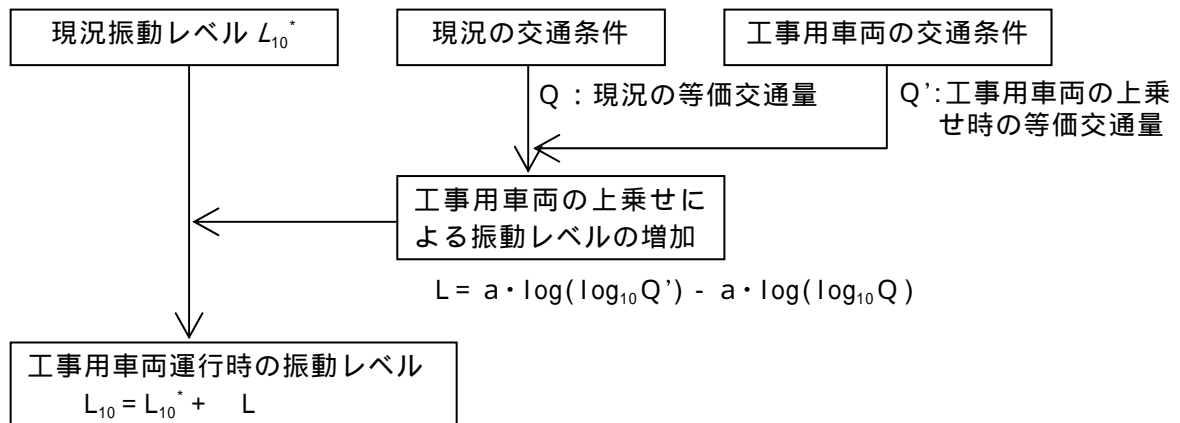 現況振動レベル L₁₀*
現況の交通条件
工事用車両の交通条件
Q：現況の等価交通量
Q’:工事用車両の上乗
せ時の等価交通量
工事用車両の上乗せに
よる振動レベルの増加
L= a・log(log₁₀Q’) - a・log(log₁₀Q)
工事用車両運行時の振動レベル
L₁₀=L₁₀*+ L